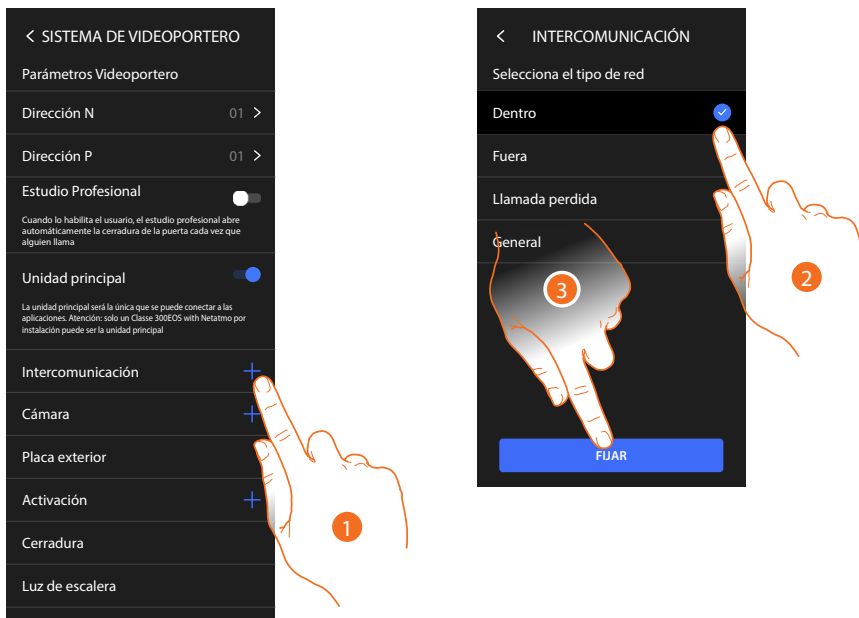 SISTEMA DE VIDEOPORTERO
Parámetros Videoportero
Dirección N 01
Dirección P 01
Estudio Profesional
Cuando lo habilita el usuario, el estudio profesional abre
automáticamente la cerradura de la puerta cada vez que
alguien llama
Unidad principal
La unidad principal será la única que se puede conectar a las
aplicaciones. Atención: solo un Classe 300EOS with Netatmo por
instalación puede ser la unidad principal
Intercomunicación
Cámara
Placa exterior
Activación
Cerradura
Luz de escalera
1
INTERCOMUNICACIÓN
Selecciona el tipo de red
Dentro
Fuera
Llamada perdida
General
2
3
FIJAR